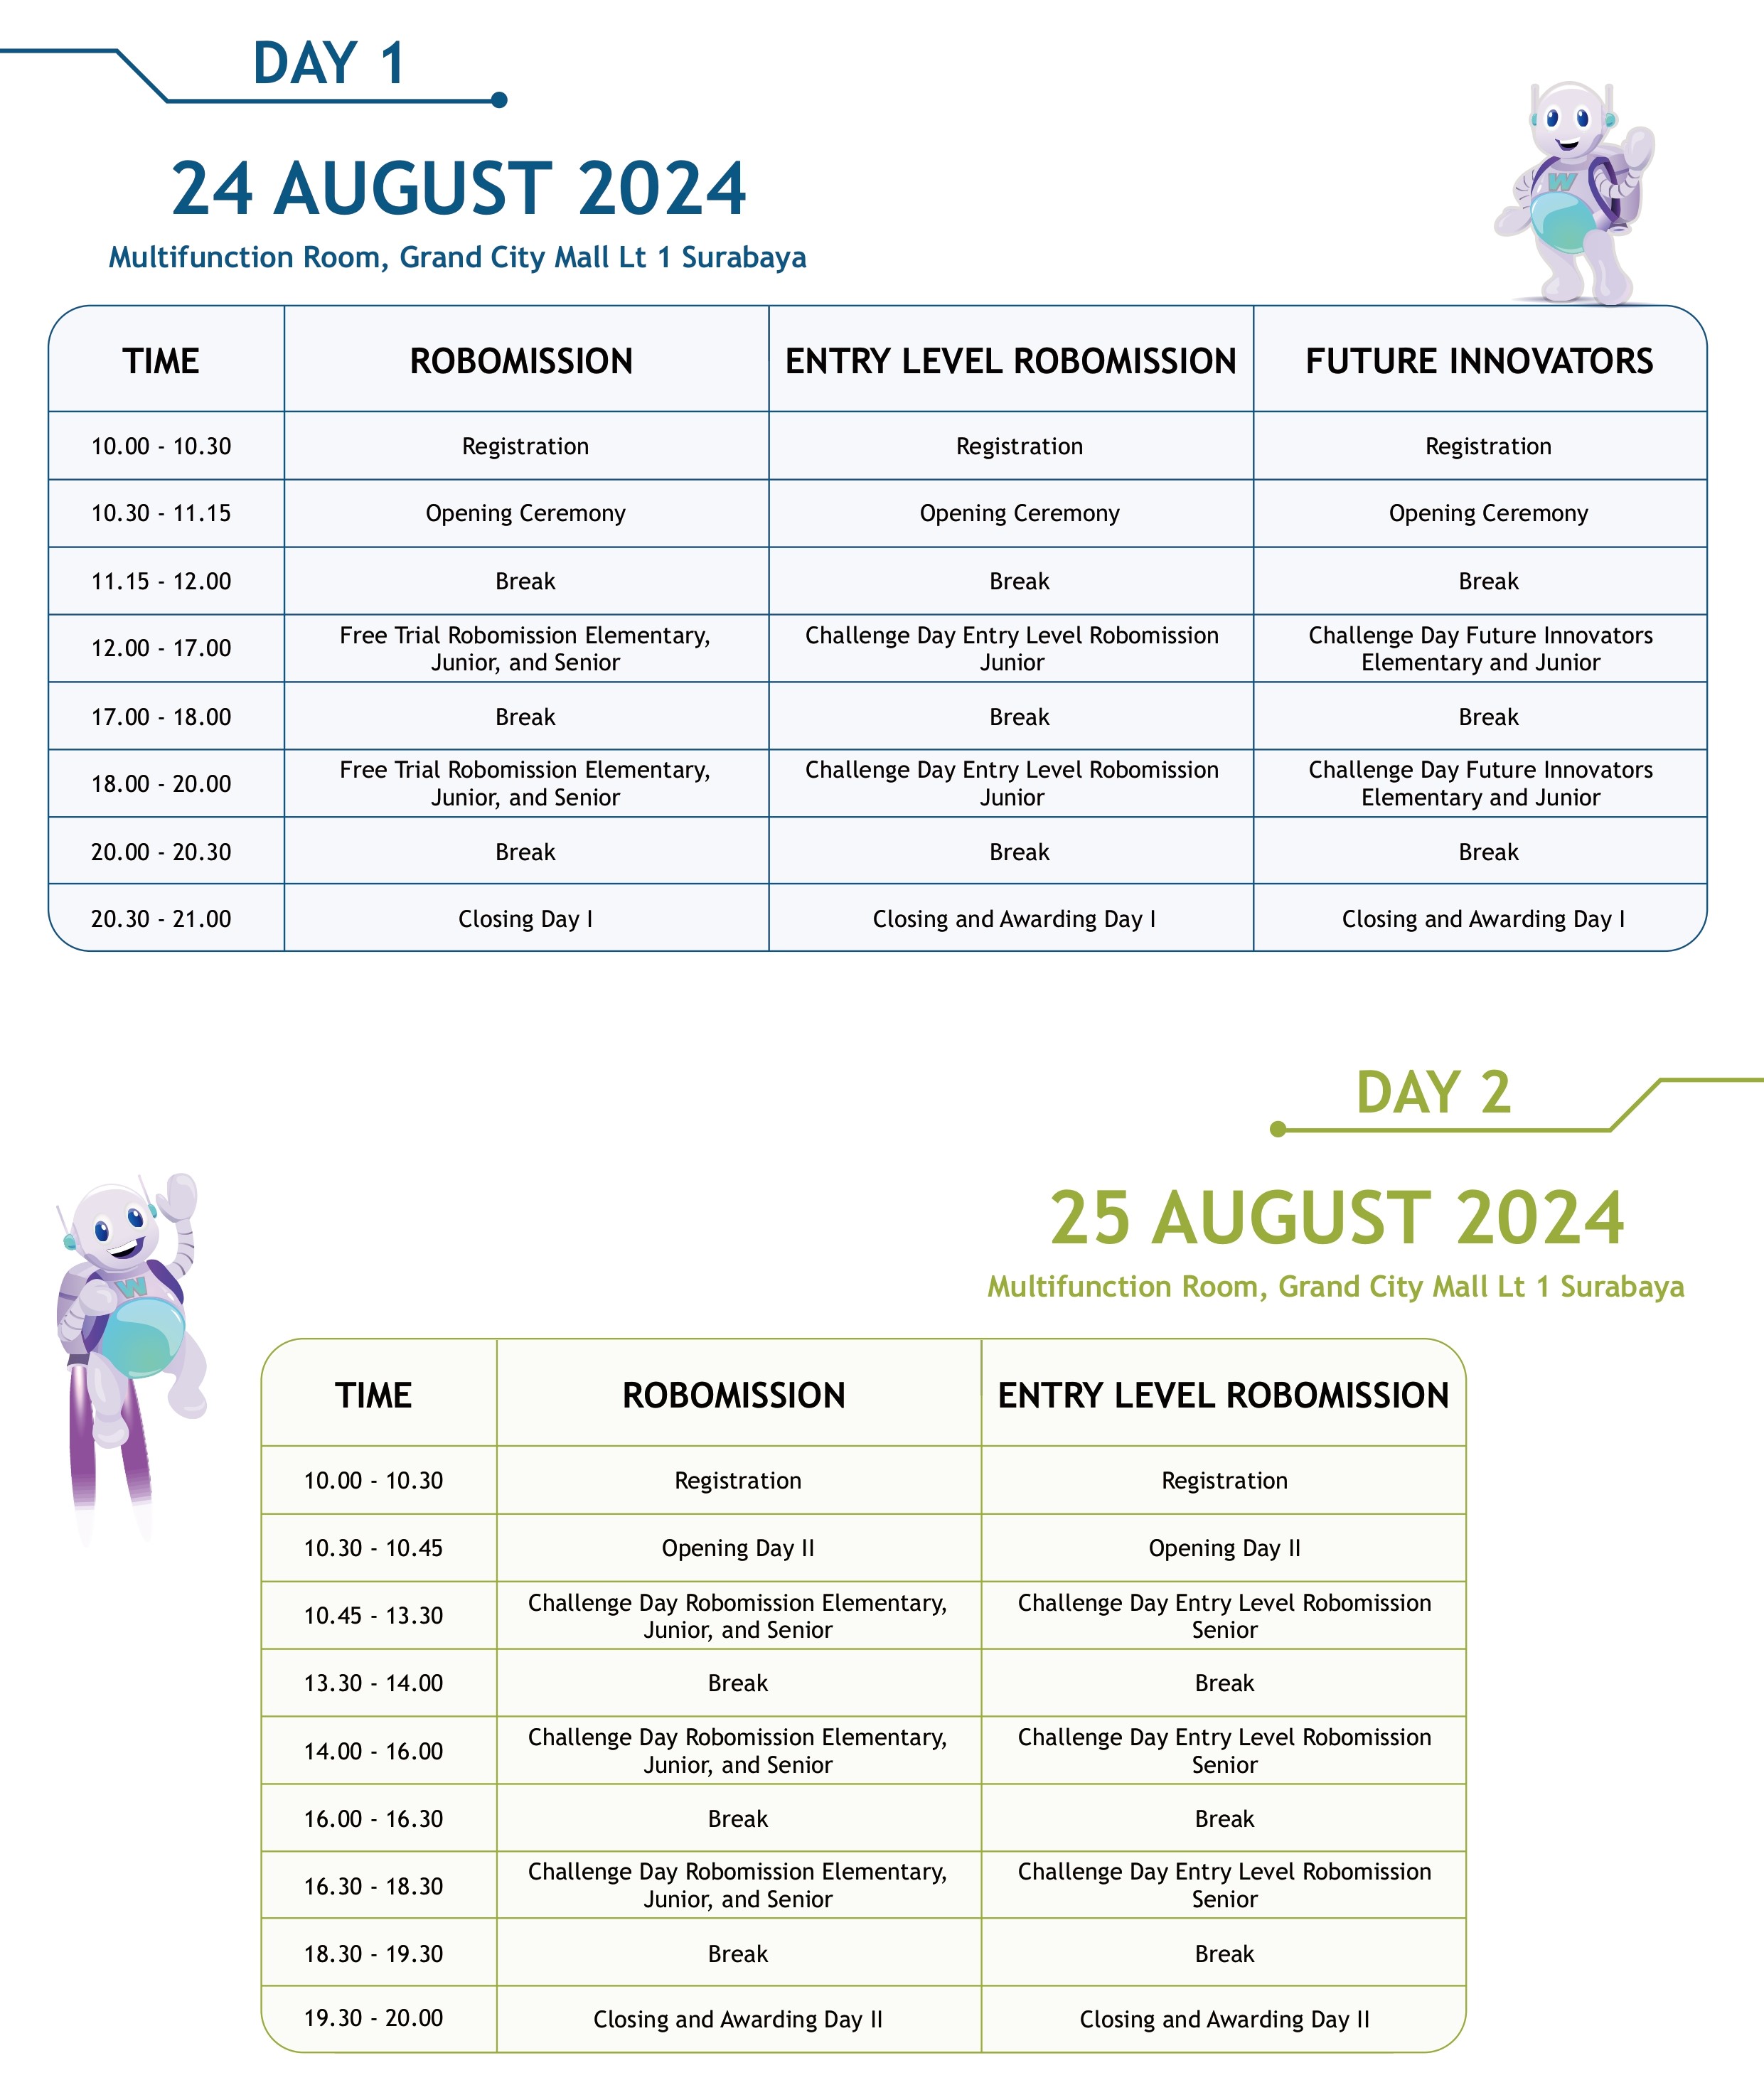 DAY 1
24 AUGUST 2024
Multifunction Room, Grand City Mall Lt 1 Surabaya
W
TIME ROBOMISSION ENTRY LEVEL ROBOMISSION FUTURE INNOVATORS
10.00 - 10.30 Registration Registration Registration
10.30 - 11.15 Opening Ceremony Opening Ceremony Opening Ceremony
11.15 - 12.00 Break Break Break
12.00 - 17.00 Free Trial Robomission Elementary, Challenge Day Entry Level Robomission Challenge Day Future Innovators
Junior, and Senior Junior Elementary and Junior
17.00 - 18.00 Break Break Break
18.00 - 20.00 Free Trial Robomission Elementary, Challenge Day Entry Level Robomission Challenge Day Future Innovators
Junior, and Senior Junior Elementary and Junior
20.00 - 20.30 Break Break Break
20.30 - 21.00 Closing Day I Closing and Awarding Day I Closing and Awarding Day I
DAY 2
25 AUGUST 2024
Multifunction Room, Grand City Mall Lt 1 Surabaya
W
TIME ROBOMISSION ENTRY LEVEL ROBOMISSION
10.00 - 10.30 Registration Registration
10.30 - 10.45 Opening Day II Opening Day II
10.45 - 13.30 Challenge Day Robomission Elementary, Challenge Day Entry Level Robomission
Junior, and Senior Senior
13.30 - 14.00 Break Break
14.00 - 16.00 Challenge Day Robomission Elementary, Challenge Day Entry Level Robomission
Junior, and Senior Senior
16.00 - 16.30 Break Break
16.30 - 18.30 Challenge Day Robomission Elementary, Challenge Day Entry Level Robomission
Junior, and Senior Senior
18.30 - 19.30 Break Break
19.30 - 20.00 Closing and Awarding Day II Closing and Awarding Day II